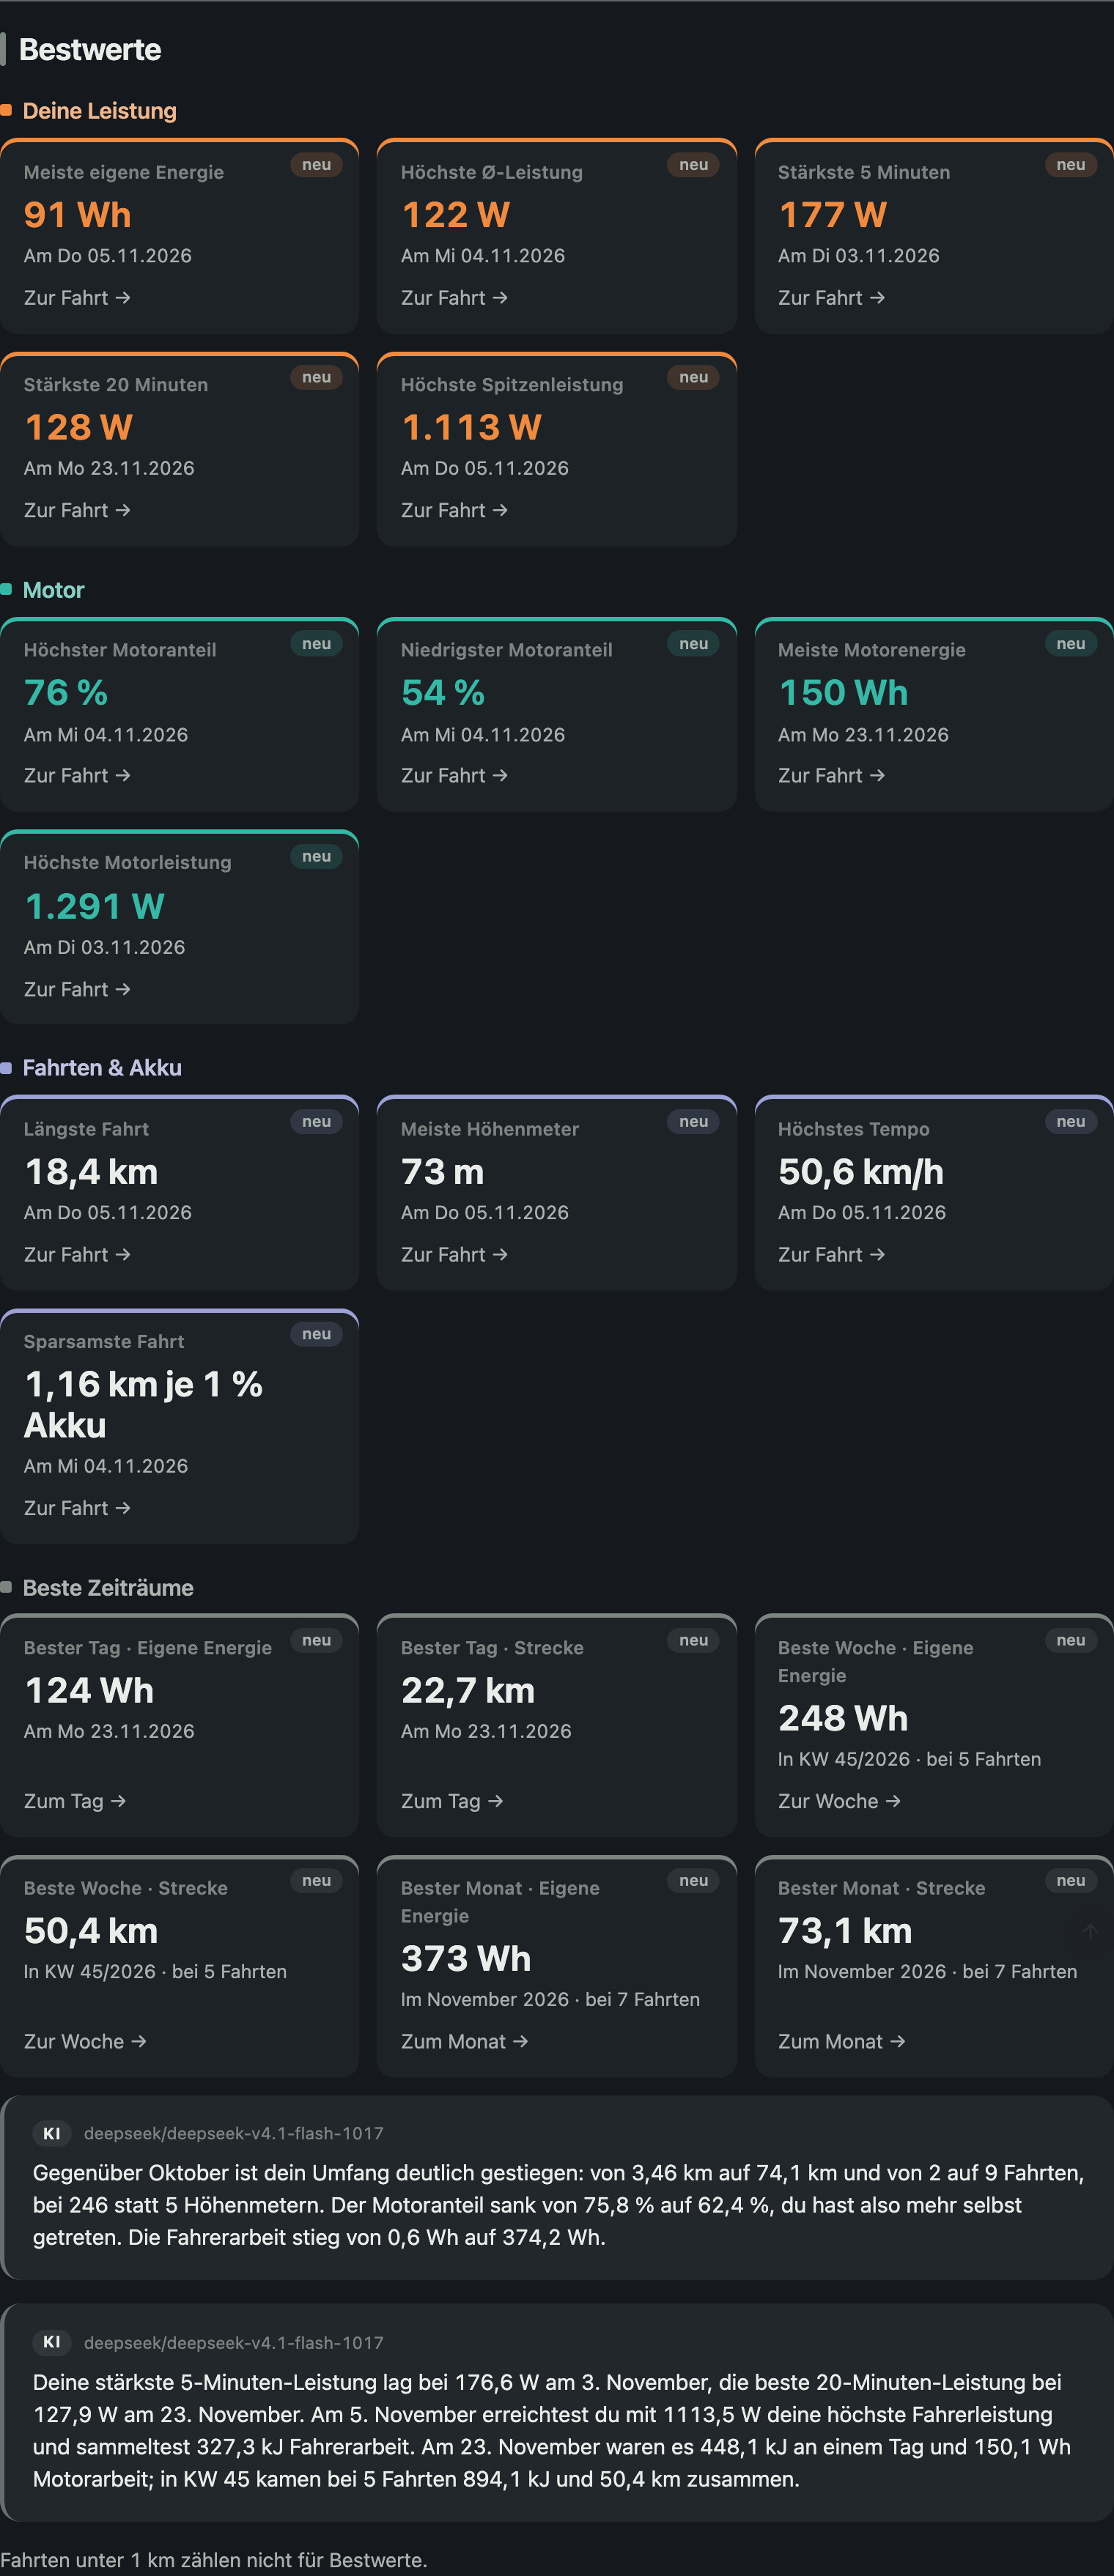 Bestwerte
Deine Leistung
Meiste eigene Energie
neu
91 Wh
Am Do 05.11.2026
Zur Fahrt →
Höchste Ø-Leistung
neu
122 W
Am Mi 04.11.2026
Zur Fahrt →
Stärkste 5 Minuten
neu
177 W
Am Di 03.11.2026
Zur Fahrt →
Stärkste 20 Minuten
neu
128 W
Am Mo 23.11.2026
Zur Fahrt →
Höchste Spitzenleistung
neu
1.113 W
Am Do 05.11.2026
Zur Fahrt →
Motor
Höchster Motoranteil
neu
76 %
Am Mi 04.11.2026
Zur Fahrt →
Niedrigster Motoranteil
neu
54 %
Am Mi 04.11.2026
Zur Fahrt →
Meiste Motorenergie
neu
150 Wh
Am Mo 23.11.2026
Zur Fahrt →
Höchste Motorleistung
neu
1.291 W
Am Di 03.11.2026
Zur Fahrt →
Fahrten & Akku
Längste Fahrt
neu
18,4 km
Am Do 05.11.2026
Zur Fahrt →
Meiste Höhenmeter
neu
73 m
Am Do 05.11.2026
Zur Fahrt →
Höchstes Tempo
neu
50,6 km/h
Am Do 05.11.2026
Zur Fahrt →
Sparsamste Fahrt
neu
1,16 km je 1 %
Akku
Am Mi 04.11.2026
Zur Fahrt →
Beste Zeiträume
Bester Tag · Eigene Energie
neu
124 Wh
Am Mo 23.11.2026
Zum Tag →
Bester Tag · Strecke
neu
22,7 km
Am Mo 23.11.2026
Zum Tag →
Beste Woche · Eigene
Energie
neu
248 Wh
In KW 45/2026 · bei 5 Fahrten
Zur Woche →
Beste Woche · Strecke
neu
50,4 km
In KW 45/2026 · bei 5 Fahrten
Zur Woche →
Bester Monat · Eigene
Energie
neu
373 Wh
Im November 2026 · bei 7 Fahrten
Zum Monat →
Bester Monat · Strecke
neu
73,1 km
Im November 2026 · bei 7 Fahrten
Zum Monat →
KI deepseek/deepseek-v4.1-flash-1017
Gegenüber Oktober ist dein Umfang deutlich gestiegen: von 3,46 km auf 74,1 km und von 2 auf 9 Fahrten,
bei 246 statt 5 Höhenmetern. Der Motoranteil sank von 75,8 % auf 62,4 %, du hast also mehr selbst
getreten. Die Fahrerarbeit stieg von 0,6 Wh auf 374,2 Wh.
KI deepseek/deepseek-v4.1-flash-1017
Deine stärkste 5-Minuten-Leistung lag bei 176,6 W am 3. November, die beste 20-Minuten-Leistung bei
127,9 W am 23. November. Am 5. November erreichtest du mit 1113,5 W deine höchste Fahrerleistung
und sammeltest 327,3 kJ Fahrerarbeit. Am 23. November waren es 448,1 kJ an einem Tag und 150,1 Wh
Motorarbeit; in KW 45 kamen bei 5 Fahrten 894,1 kJ und 50,4 km zusammen.
Fahrten unter 1 km zählen nicht für Bestwerte.